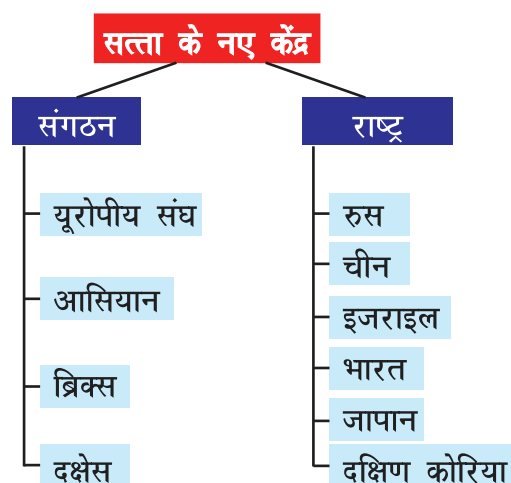 सत्ता के नए केंद्र
संगठन
यूरोपीय संघ
आसियान
ब्रिक्स
दक्षेस
राष्ट्र
रुस
चीन
इजराइल
भारत
जापान
दक्षिण कोरिया